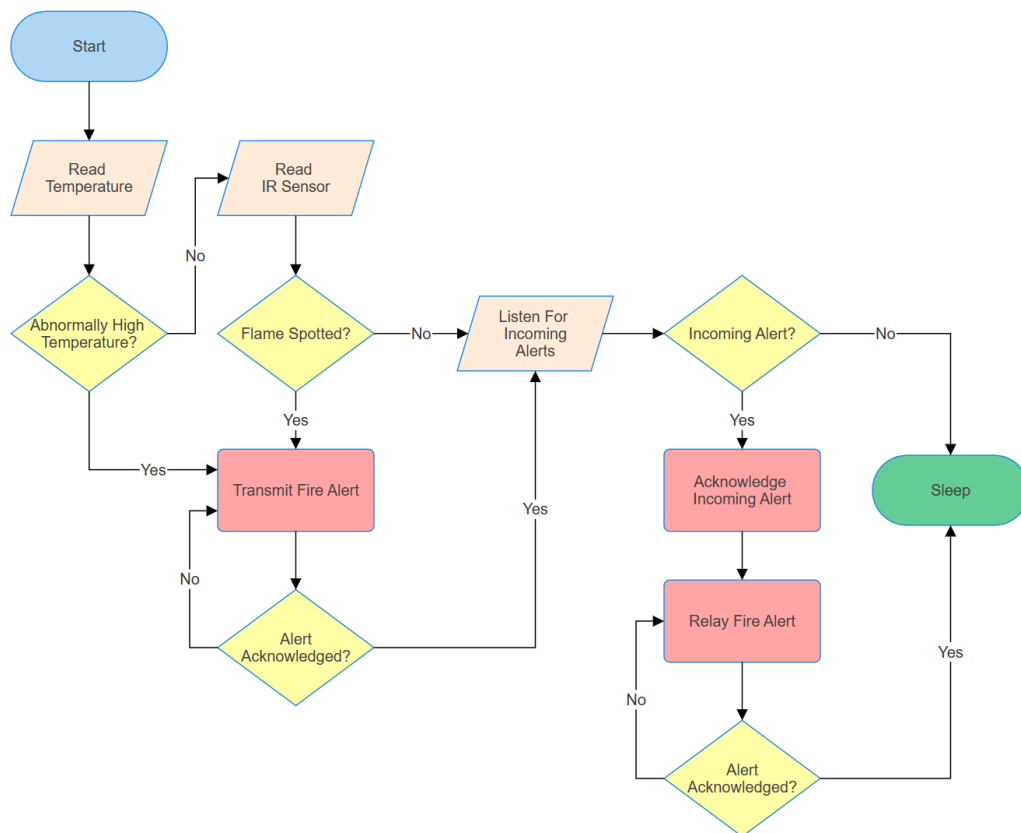 Start
Read
Temperature
Read
IR Sensor
No
Abnormally High
Temperature?
Flame Spotted?
No
Listen For
Incoming
Alerts
Incoming Alert?
No
Yes
Yes
Yes
Transmit Fire Alert
Acknowledge
Incoming Alert
Sleep
Yes
No
Alert
Acknowledged?
Relay Fire Alert
Yes
No
Alert
Acknowledged?